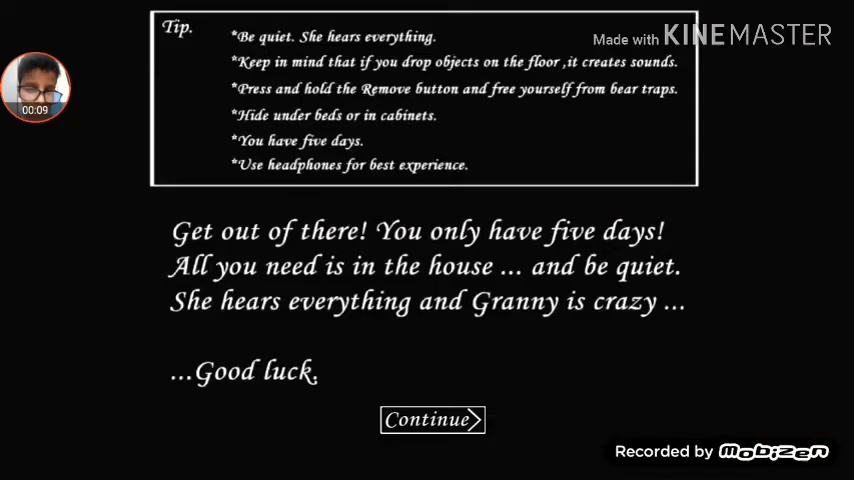 Tip.
*Be quiet. She hears everything.
*Keep in mind that if you drop objects on the floor ,it creates sounds.
*Press and hold the Remove button and free yourself from bear traps.
*Hide under beds or in cabinets.
*You have five days.
*Use headphones for best experience.
Made with KINEMASTER
00:09
Get out of there! You only have five days!
All you need is in the house ... and be quiet.
She hears everything and Granny is crazy ...
...Good luck.
Continue
Recorded by mobizen